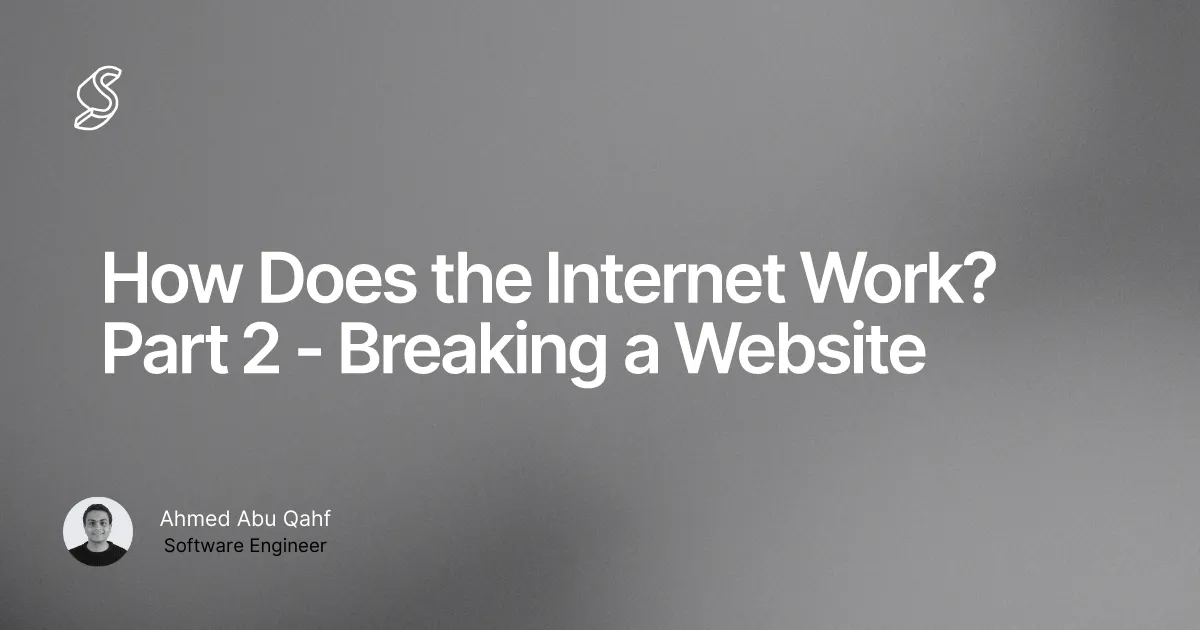 How Does the Internet Work?
Part 2 - Breaking a Website
Ahmed Abu Qahf
Software Engineer